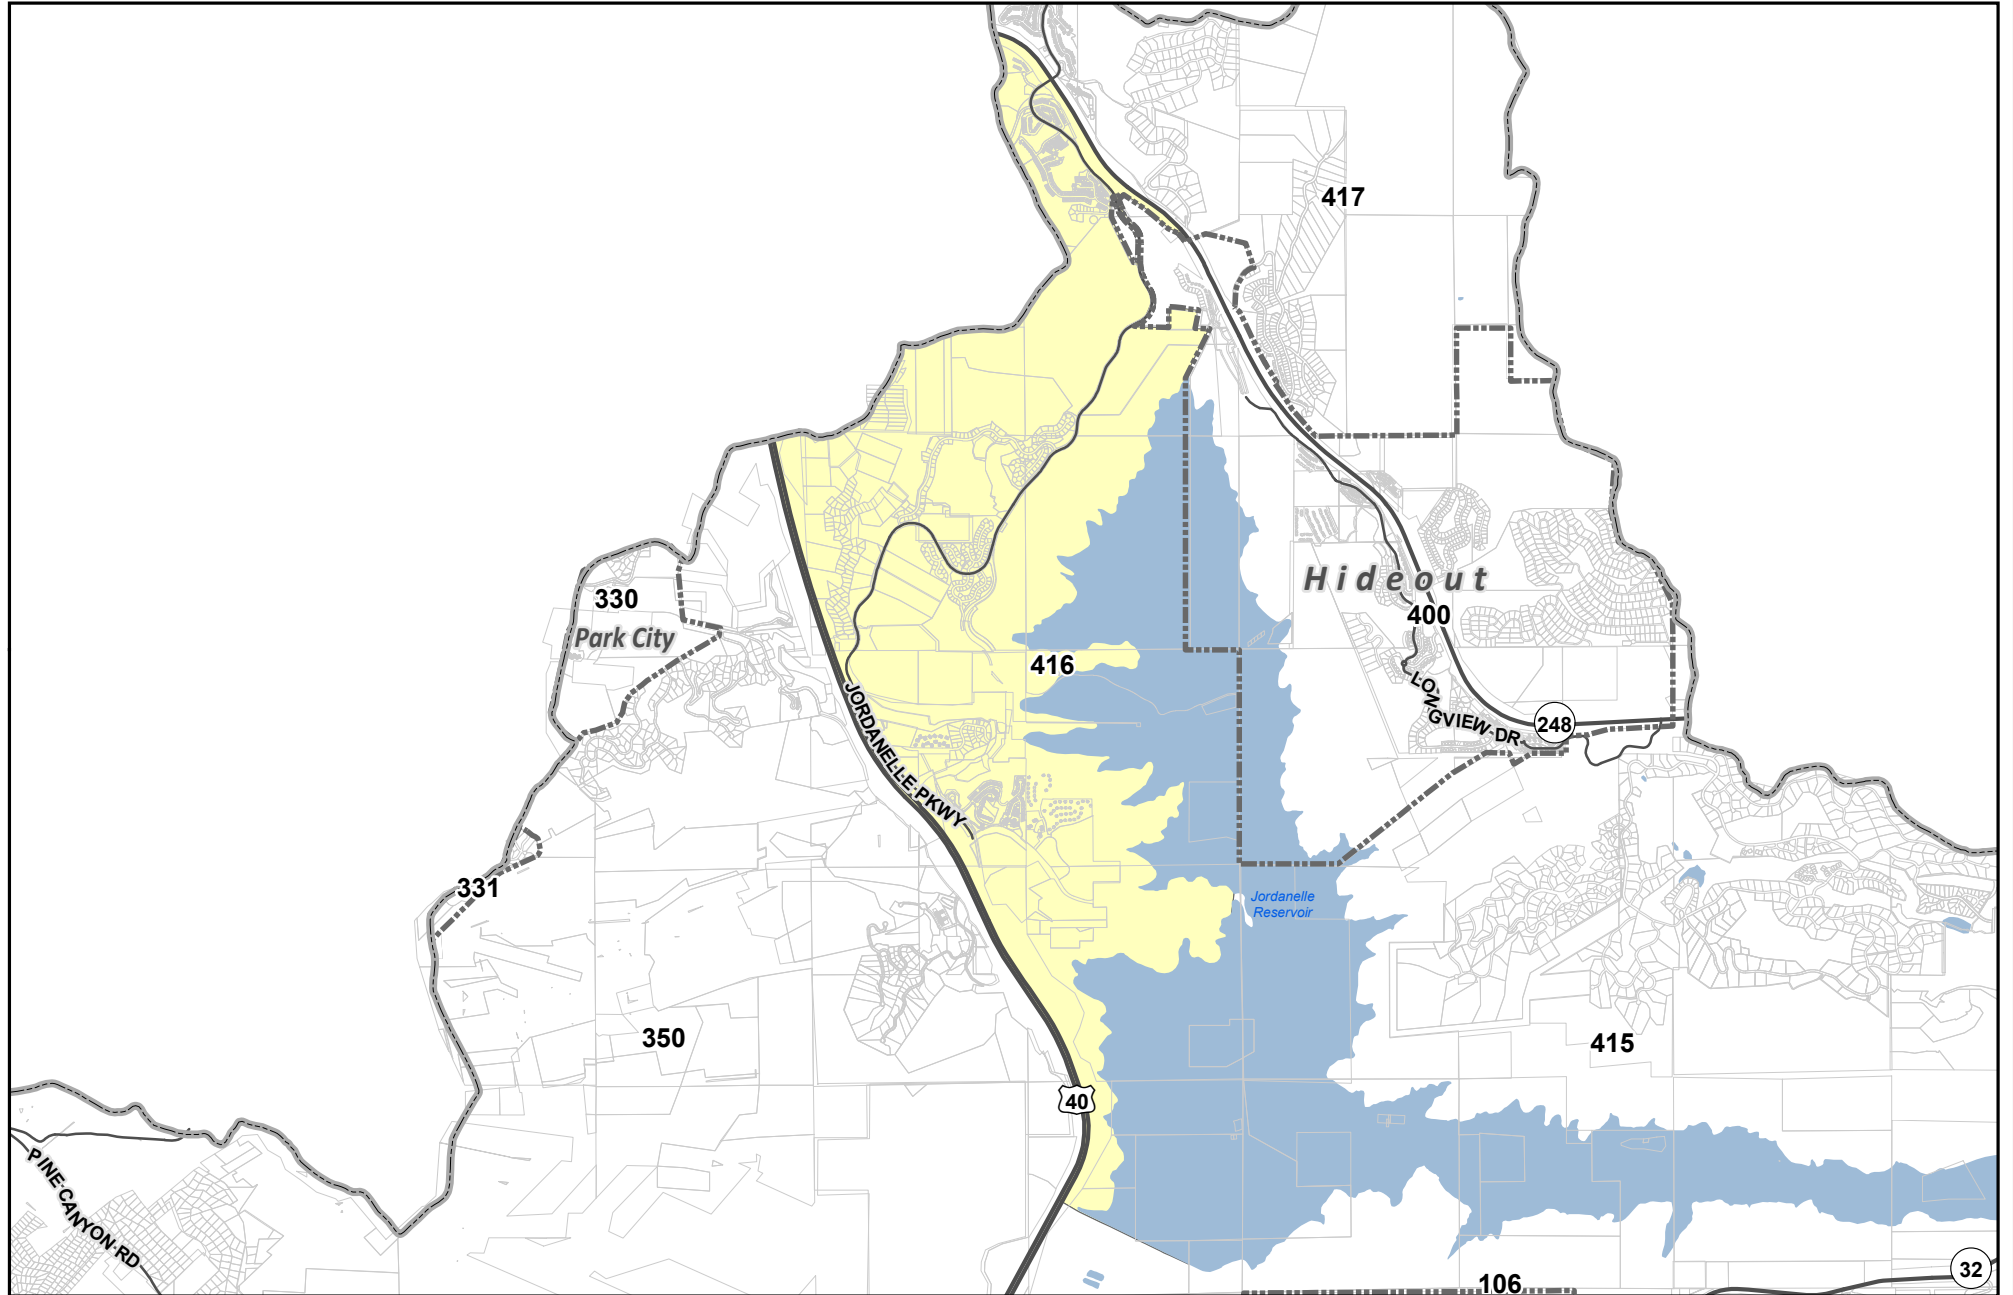 417
Hideout
330
400
Park City
416
JORDANELLE PKWY
LONGVIEW DR
248
331
Jordanelle
Reservoir
350
415
40
PINE CANYON RD
32
106